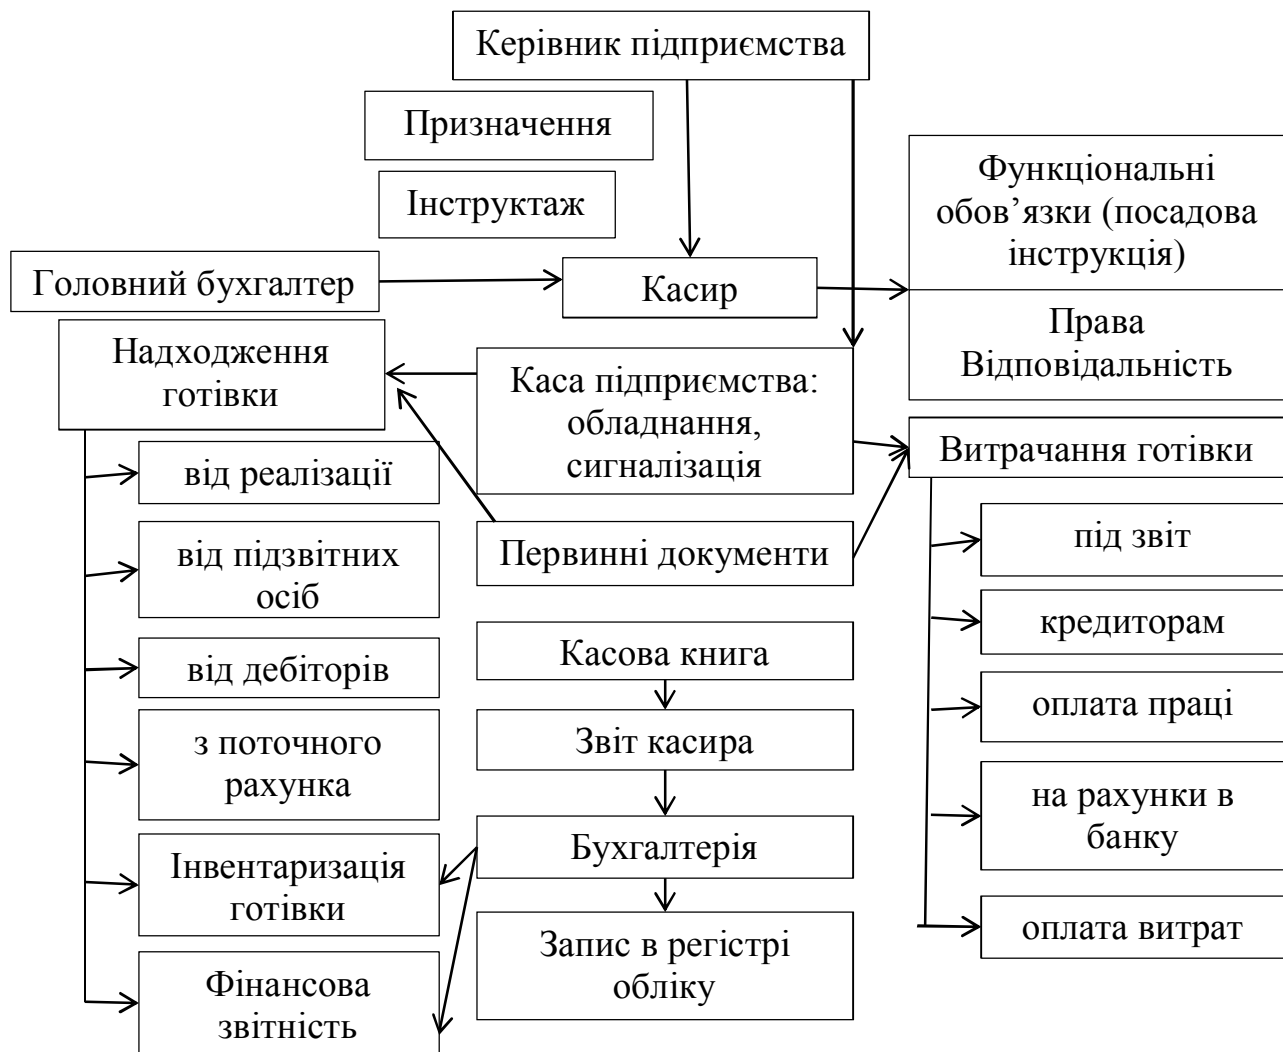 Керівник підприємства
Призначення
Інструктаж
Функціональні
обов’язки (посадова
інструкція)
Головний бухгалтер
Касир
Права
Відповідальність
Надходження
готівки
Каса підприємства:
обладнання,
сигналізація
Витрачання готівки
від реалізації
від підзвітних
осіб
від дебіторів
з поточного
рахунка
Інвентаризація
готівки
Фінансова
звітність
Первинні документи
Касова книга
Звіт касира
Бухгалтерія
Запис в регістрі
обліку
під звіт
кредиторам
оплата праці
на рахунки в
банку
оплата витрат